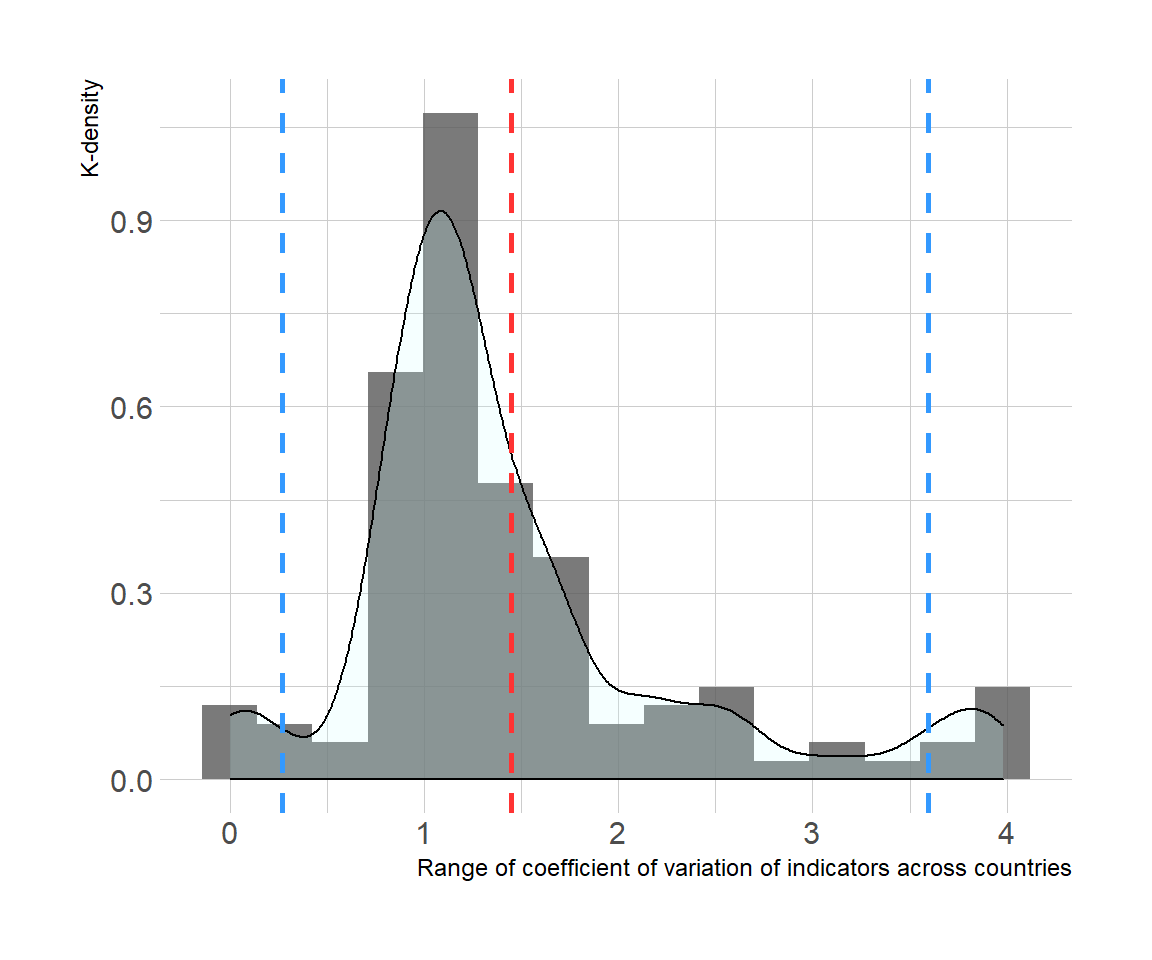 K-density
0.9
0.6
0.3
0.0
0 1 2 3 4
Range of coefficient of variation of indicators across countries